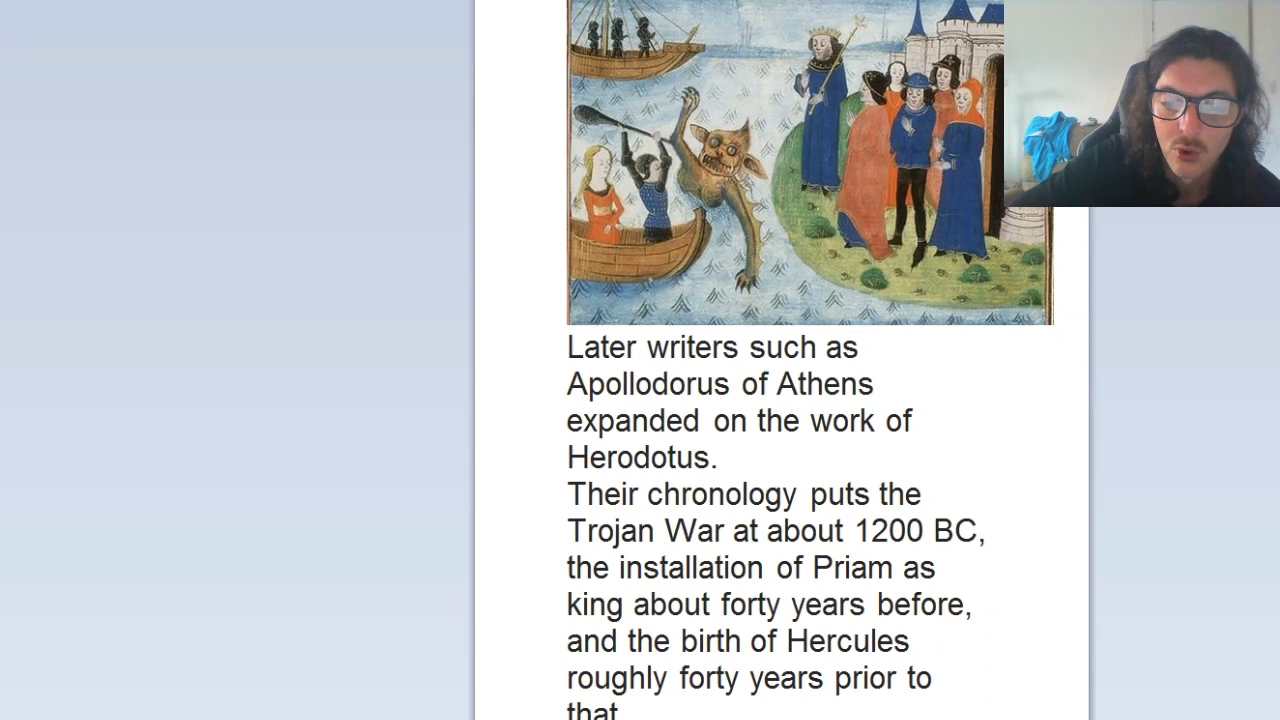 Later writers such as
Apollodorus of Athens
expanded on the work of
Herodotus.
Their chronology puts the
Trojan War at about 1200 BC,
the installation of Priam as
king about forty years before,
and the birth of Hercules
roughly forty years prior to
that